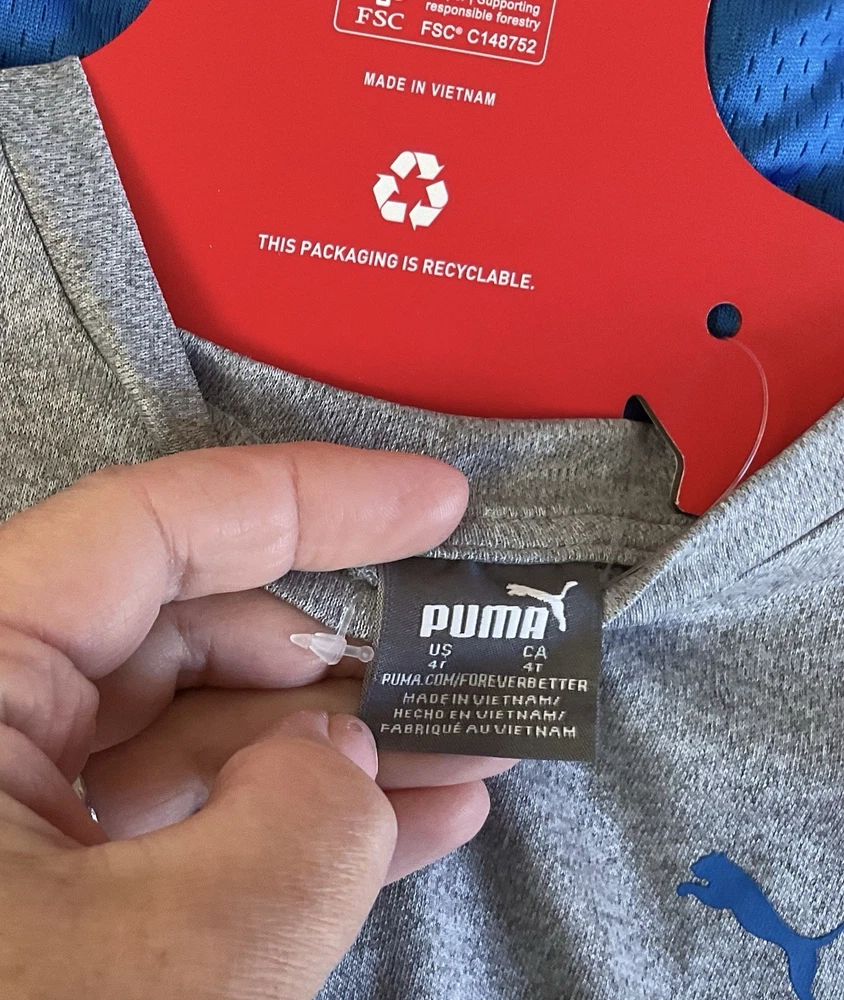 Supporting
responsible forestry
FSC
FSC® C148752
MADE IN VIETNAM
THIS PACKAGING IS RECYCLABLE.
PUMA
US CA
4T 4T
PUMA.COM/FOREVERBETTER
MADE IN VIETNAM/
HECHO EN VIETNAM/
FABRIQUÉ AU VIETNAM